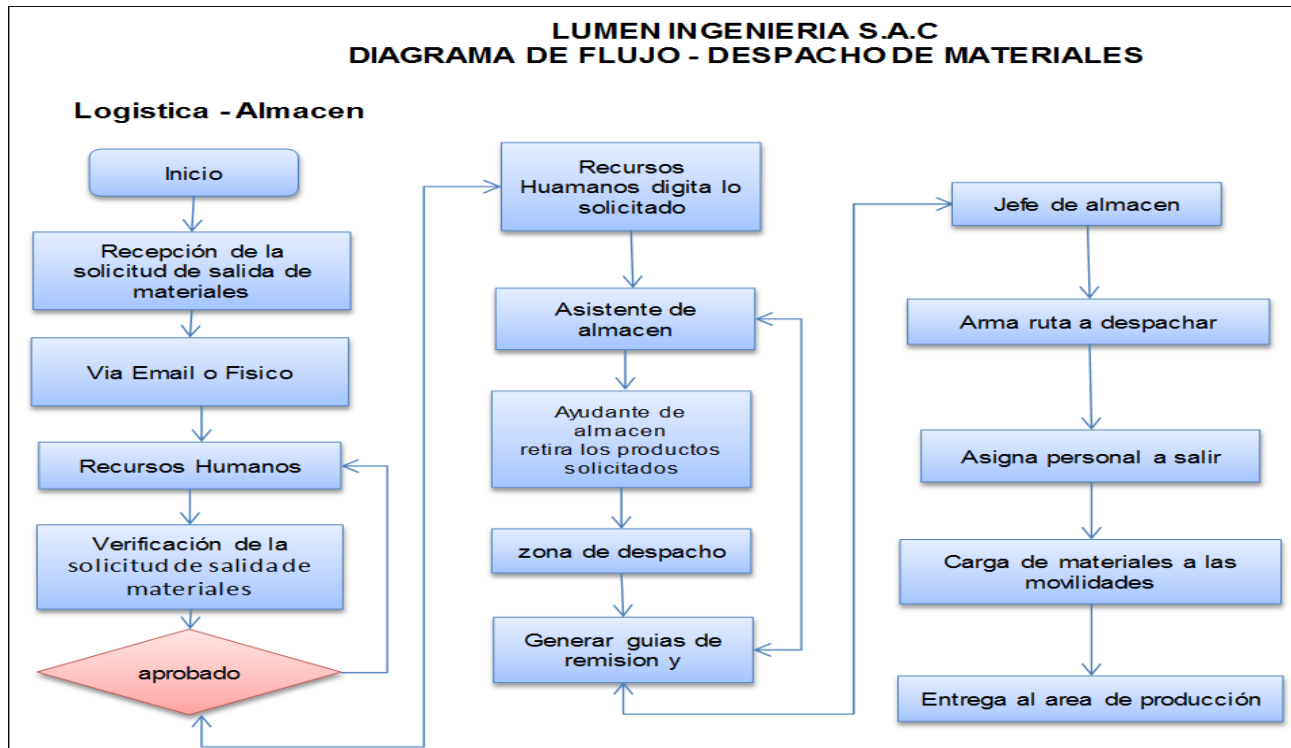 LUMEN INGENIERIA S.A.C
DIAGRAMA DE FLUJO - DESPACHO DE MATERIALES
Logistica - Almacen
Inicio
Recepción de la
solicitud de salida de
materiales
Via Email o Fisico
Recursos Humanos
Verificación de la
solicitud de salida de
materiales
aprobado
Recursos
Huamanos digita lo
solicitado
Asistente de
almacen
Ayudante de
almacen
retira los productos
solicitados
zona de despacho
Generar guias de
remision y
Jefe de almacen
Arma ruta a despachar
Asigna personal a salir
Carga de materiales a las
movilidades
Entrega al area de producción